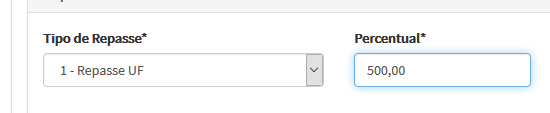 Tipo de Repasse*
Percentual*
1 - Repasse UF
500,00